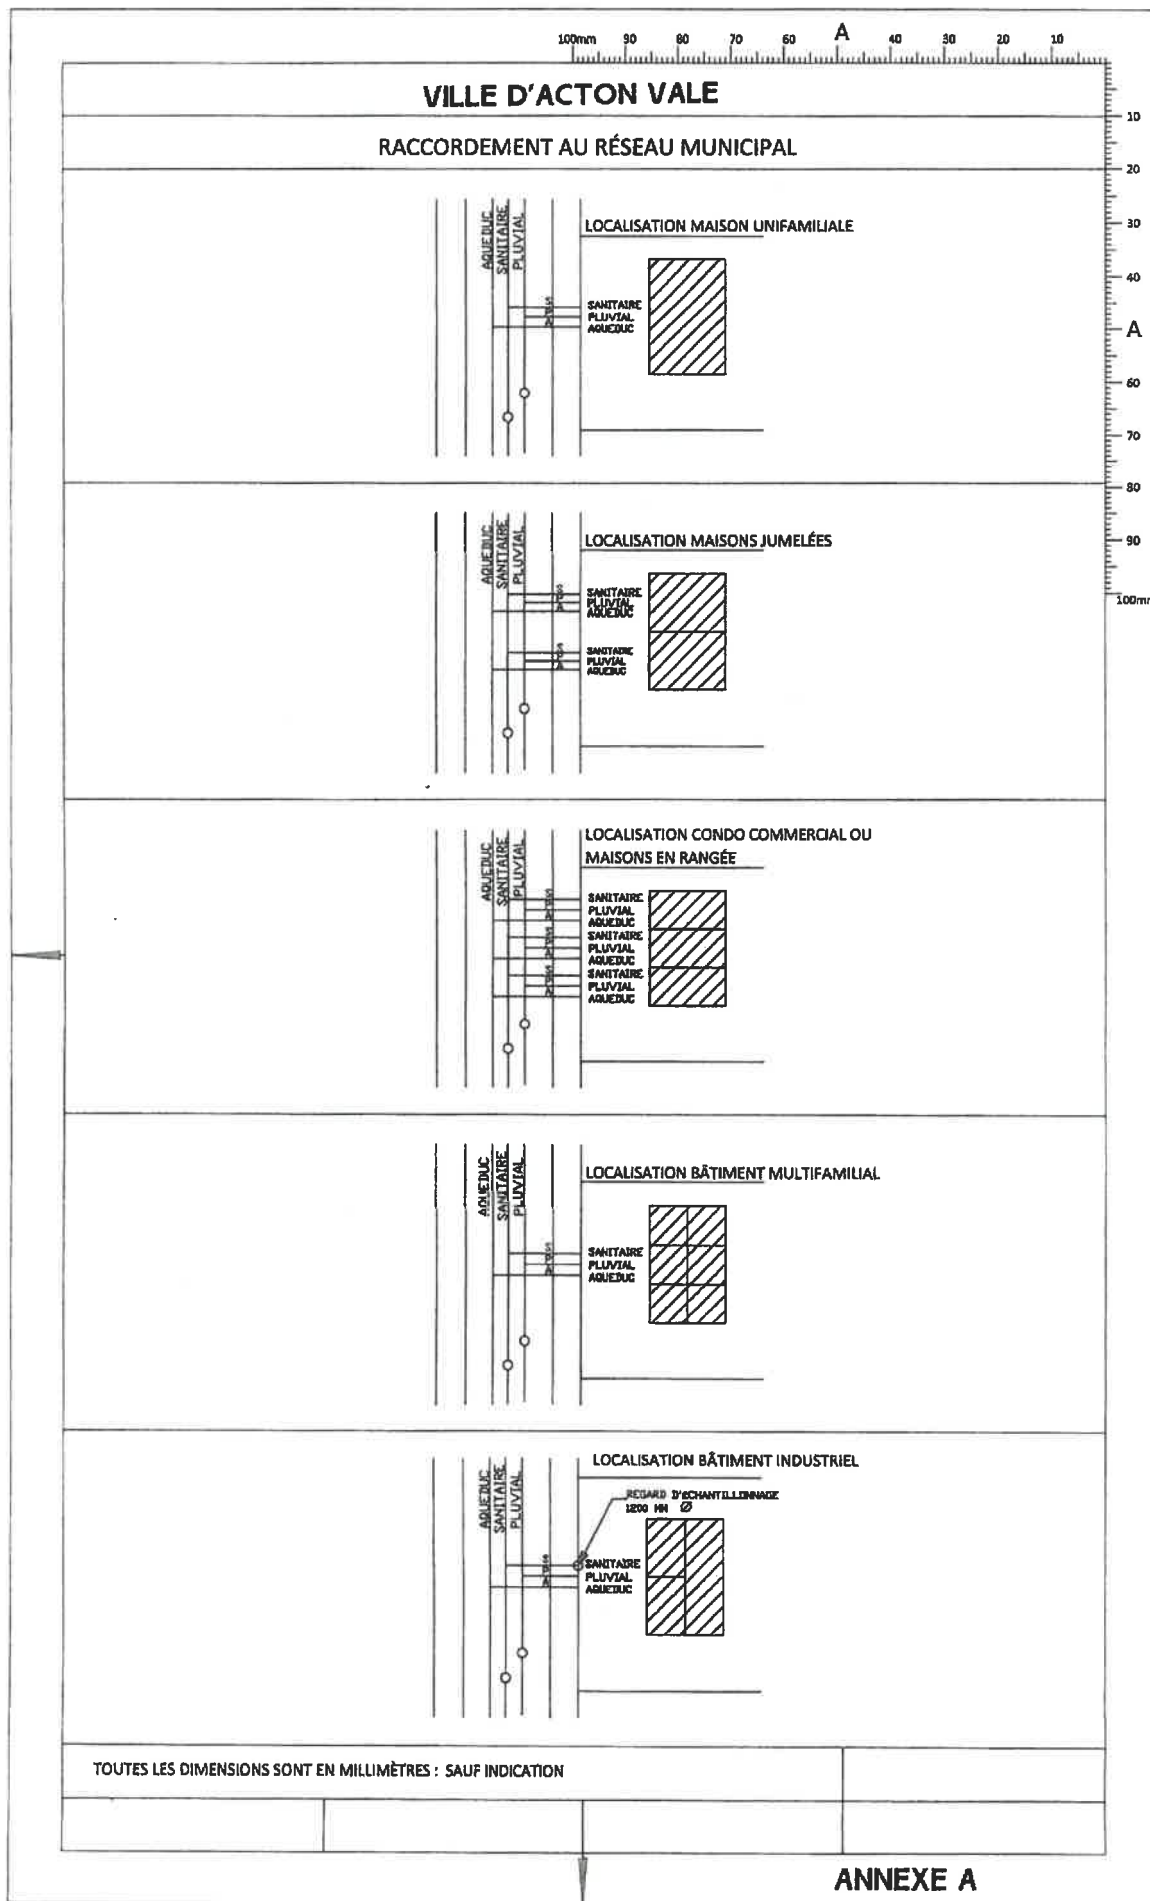 100mm 90 80 70 60 A 40 30 20 10
VILLE D'ACTON VALE
10
RACCORDEMENT AU RÉSEAU MUNICIPAL
20
AQUEDUC
SANITAIRE
PLUVIAL
LOCALISATION MAISON UNIFAMILIALE
30
40
SANITAIRE
PLUVIAL
AQUEDUC
A
60
70
80
AQUEDUC
SANITAIRE
PLUVIAL
LOCALISATION MAISONS JUMELÉES
90
100mm
SANITAIRE
PLUVIAL
AQUEDUC
SANITAIRE
PLUVIAL
AQUEDUC
AQUEDUC
SANITAIRE
PLUVIAL
LOCALISATION CONDO COMMERCIAL OU
MAISONS EN RANGÉE
SANITAIRE
PLUVIAL
AQUEDUC
SANITAIRE
PLUVIAL
AQUEDUC
SANITAIRE
PLUVIAL
AQUEDUC
AQUEDUC
SANITAIRE
PLUVIAL
LOCALISATION BÂTIMENT MULTIFAMILIAL
SANITAIRE
PLUVIAL
AQUEDUC
AQUEDUC
SANITAIRE
PLUVIAL
LOCALISATION BÂTIMENT INDUSTRIEL
REGARD D'ECHANTILLONNAGE
1200 MM Ø
SANITAIRE
PLUVIAL
AQUEDUC
TOUTES LES DIMENSIONS SONT EN MILLIMÈTRES : SAUF INDICATION
ANNEXE A